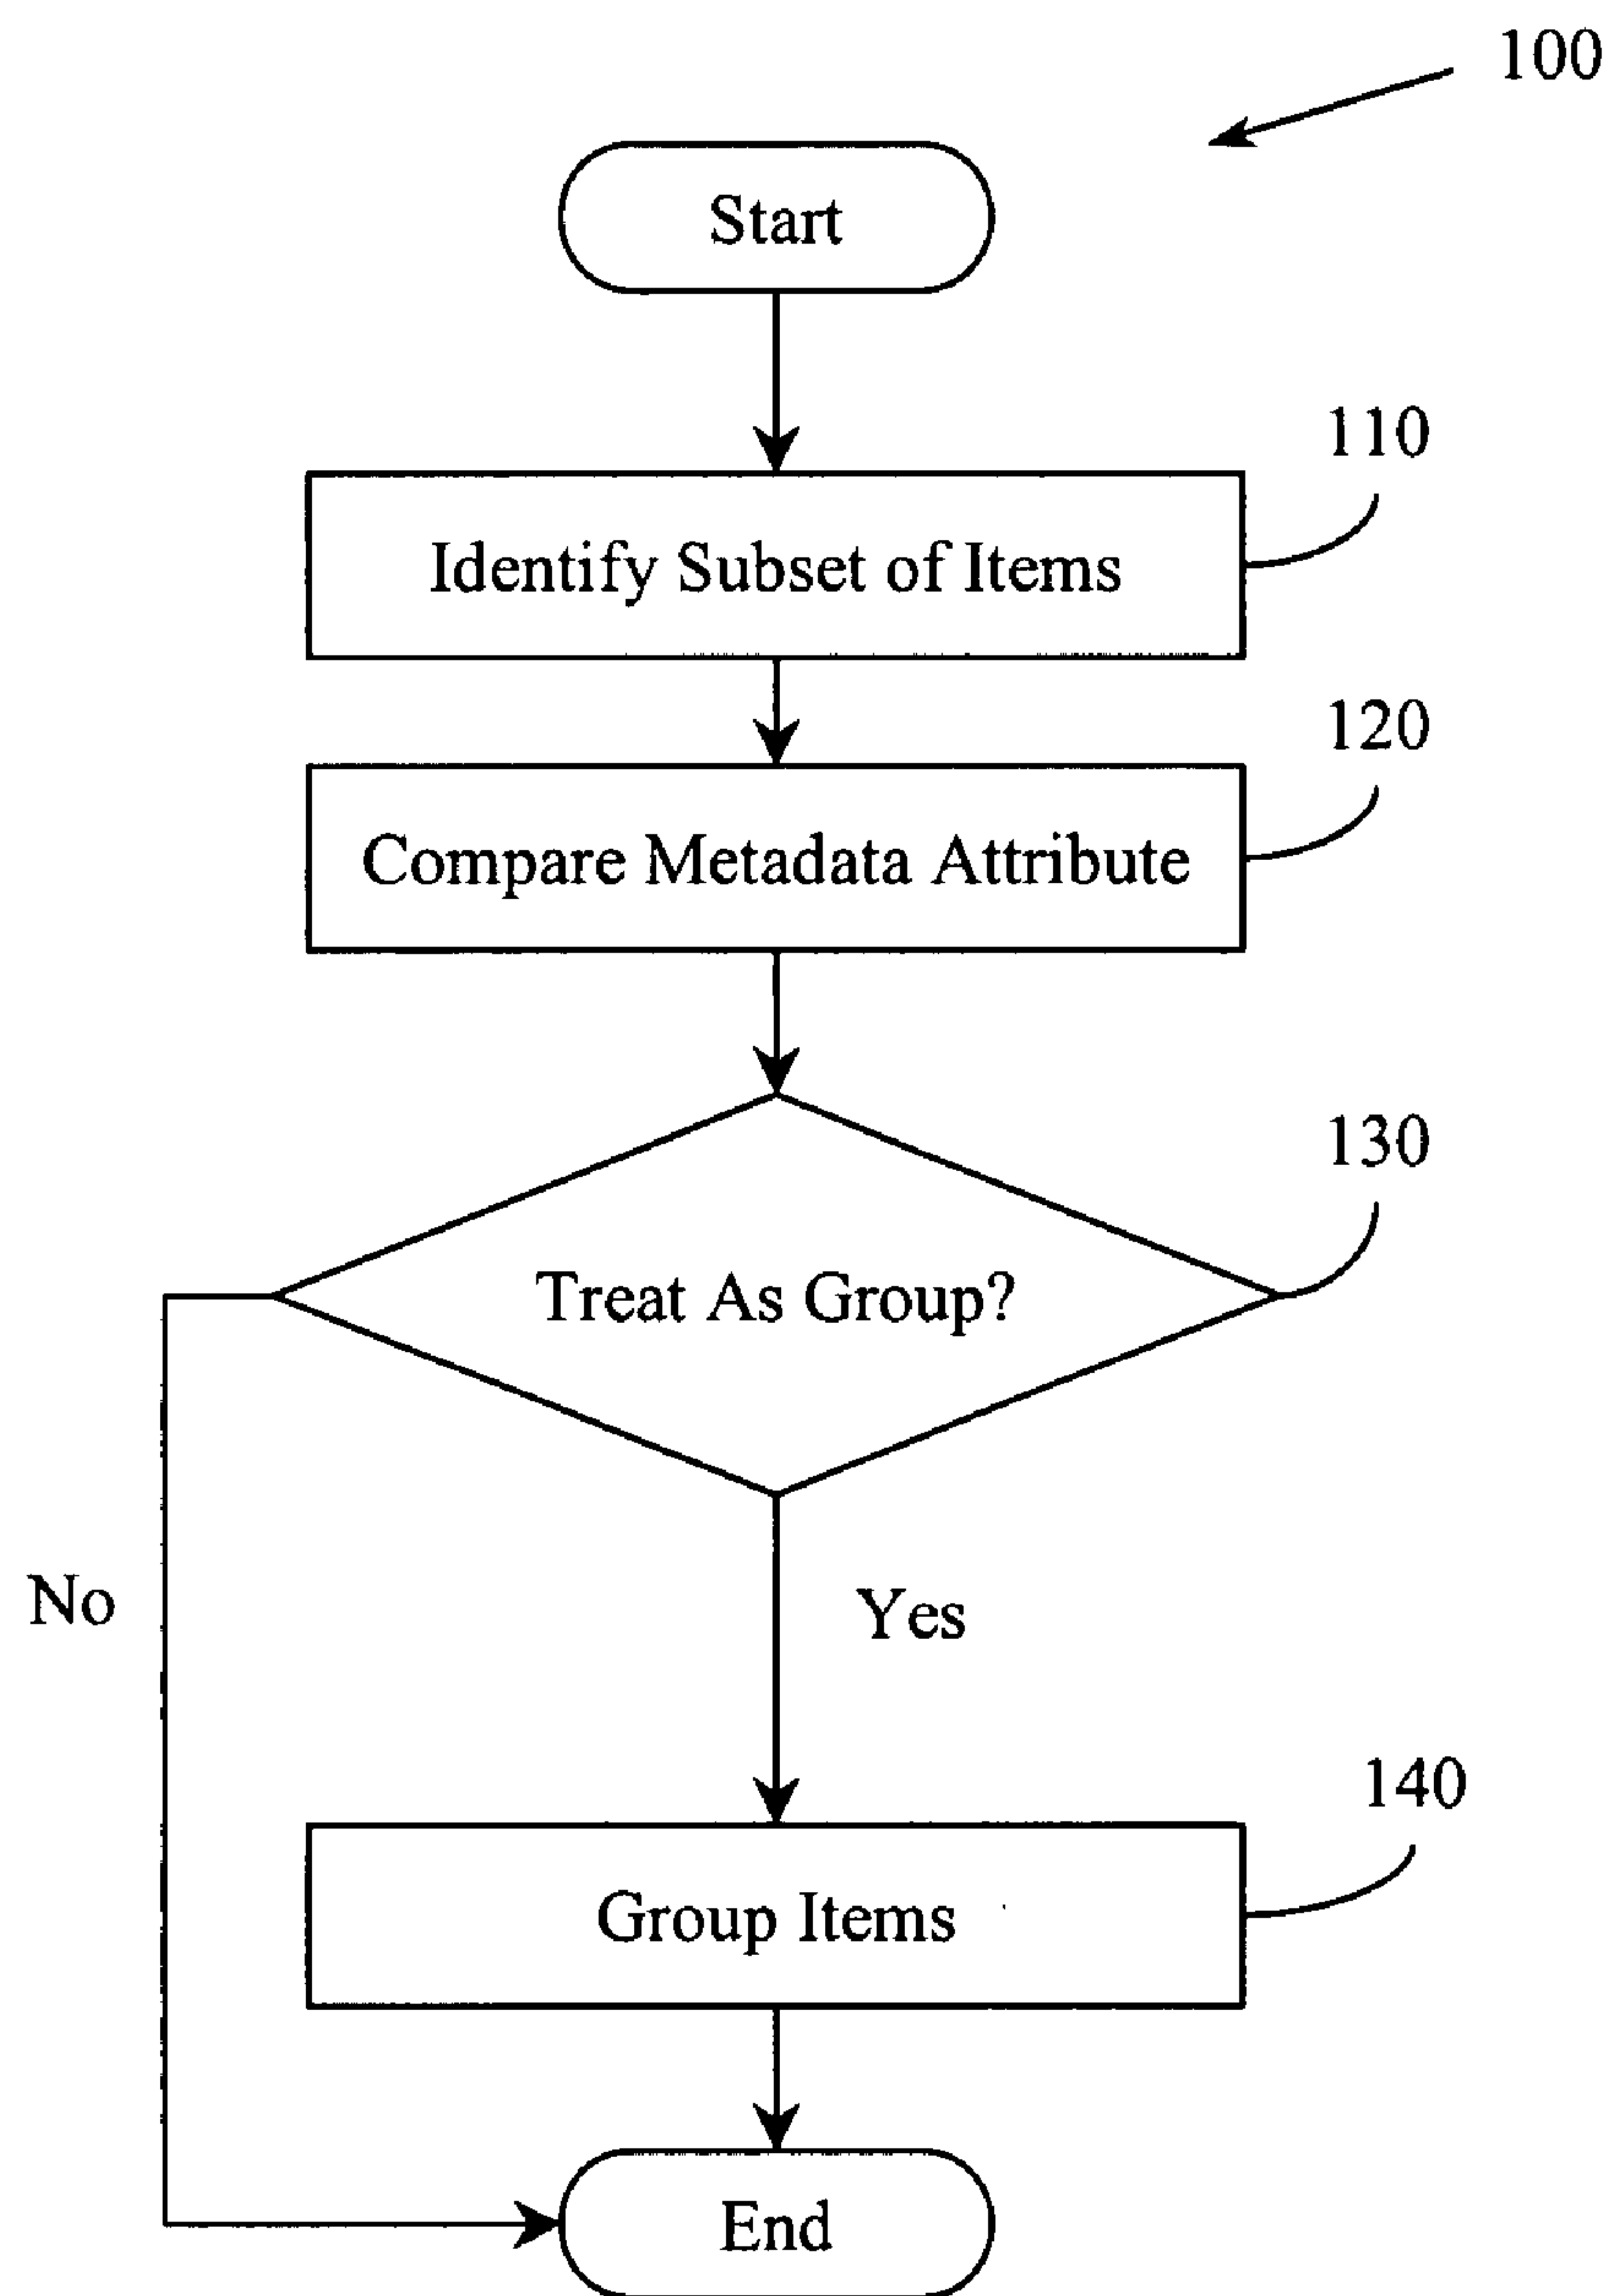 100
Start
110
Identify Subset of Items
120
Compare Metadata Attribute
130
Treat As Group?
No
Yes
140
Group Items
End